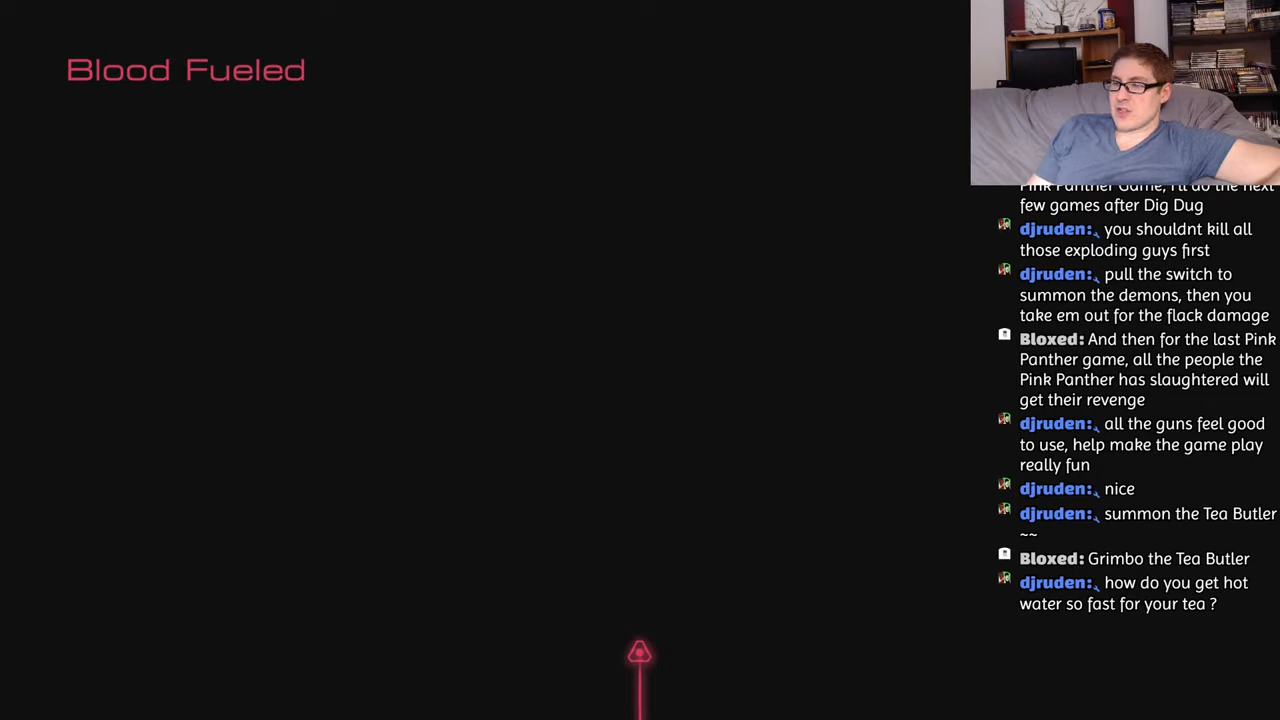 Blood Fueled
Pink Panther Game, I'll do the next
few games after Dig Dug
djruden: you shouldnt kill all
those exploding guys first
djruden: pull the switch to
summon the demons, then you
take em out for the flack damage
Bloxed: And then for the last Pink
Panther game, all the people the
Pink Panther has slaughtered will
get their revenge
djruden: all the guns feel good
to use, help make the game play
really fun
djruden: nice
djruden: summon the Tea Butler
~~
Bloxed: Grimbo the Tea Butler
djruden: how do you get hot
water so fast for your tea ?